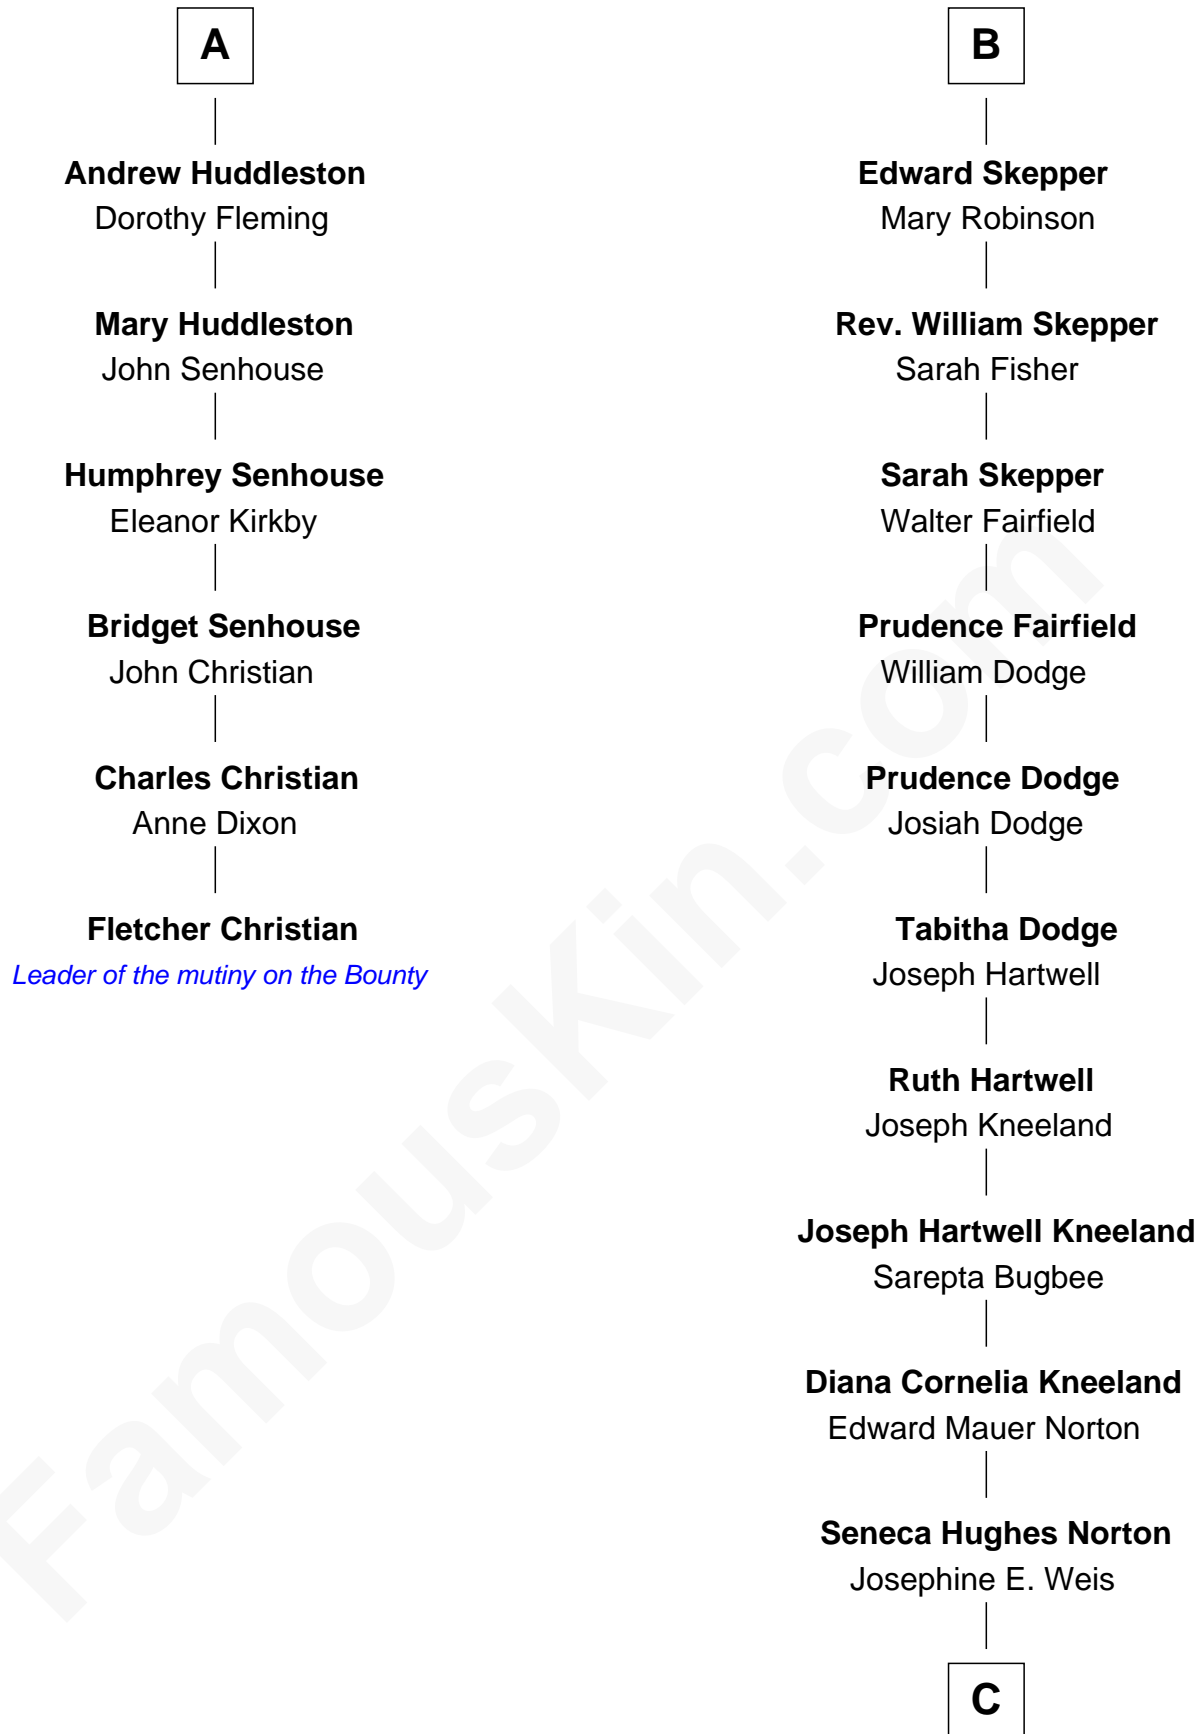 A
Andrew Huddleston
Dorothy Fleming
Mary Huddleston
John Senhouse
Humphrey Senhouse
Eleanor Kirkby
Bridget Senhouse
John Christian
Charles Christian
Anne Dixon
Fletcher Christian
Leader of the mutiny on the Bounty
B
Edward Skepper
Mary Robinson
Rev. William Skepper
Sarah Fisher
Sarah Skepper
Walter Fairfield
Prudence Fairfield
William Dodge
Prudence Dodge
Josiah Dodge
Tabitha Dodge
Joseph Hartwell
Ruth Hartwell
Joseph Kneeland
Joseph Hartwell Kneeland
Sarepta Bugbee
Diana Cornelia Kneeland
Edward Mauer Norton
Seneca Hughes Norton
Josephine E. Weis
C
FamousKin.com